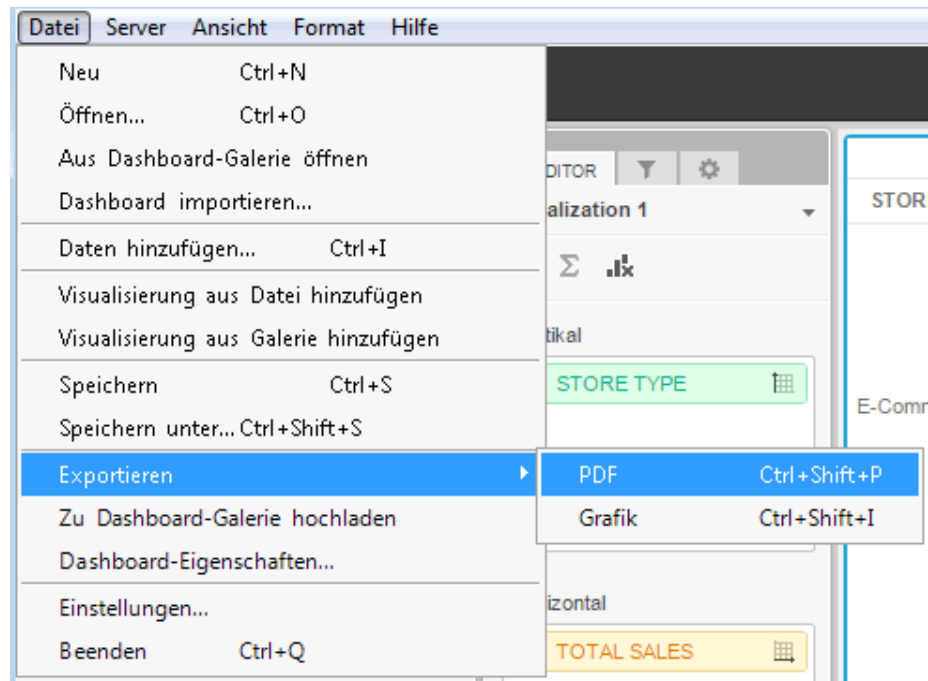 Datei Server Ansicht Format Hilfe
Neu Ctrl+N
Öffnen... Ctrl+O
Aus Dashboard-Galerie öffnen
Dashboard importieren...
Daten hinzufügen... Ctrl+I
Visualisierung aus Datei hinzufügen
Visualisierung aus Galerie hinzufügen
Speichern Ctrl+S
Speichern unter... Ctrl+Shift+S
Exportieren
Zu Dashboard-Galerie hochladen
Dashboard-Eigenschaften...
Einstellungen...
Beenden Ctrl+Q
PDF Ctrl+Shift+P
Grafik Ctrl+Shift+I
DITOR
alization 1
Σ
tikal
STORE TYPE
izontal
TOTAL SALES
STOR
E-Comm